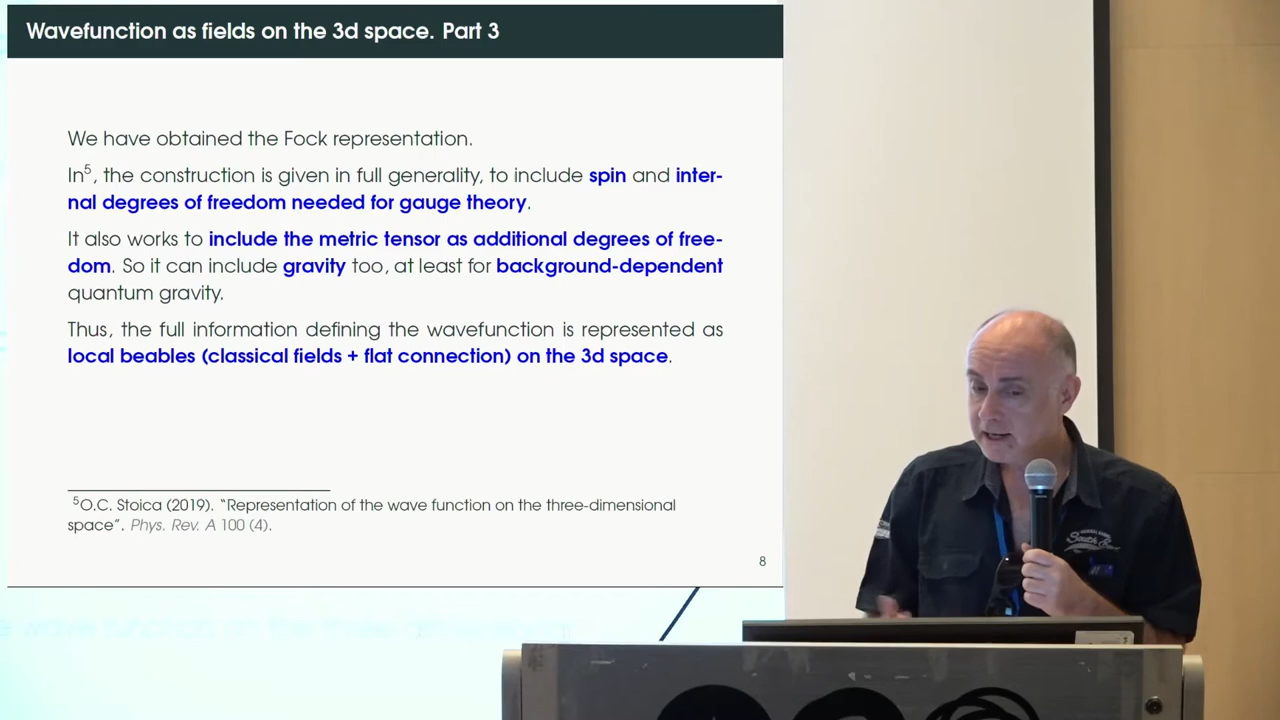 Wavefunction as fields on the 3d space. Part 3
We have obtained the Fock representation.
In⁵, the construction is given in full generality, to include spin and inter-
nal degrees of freedom needed for gauge theory.
It also works to include the metric tensor as additional degrees of free-
dom. So it can include gravity too, at least for background-dependent
quantum gravity.
Thus, the full information defining the wavefunction is represented as
local beables (classical fields + flat connection) on the 3d space.
⁵O.C. Stoica (2019). “Representation of the wave function on the three-dimensional
space”. Phys. Rev. A 100 (4).
8